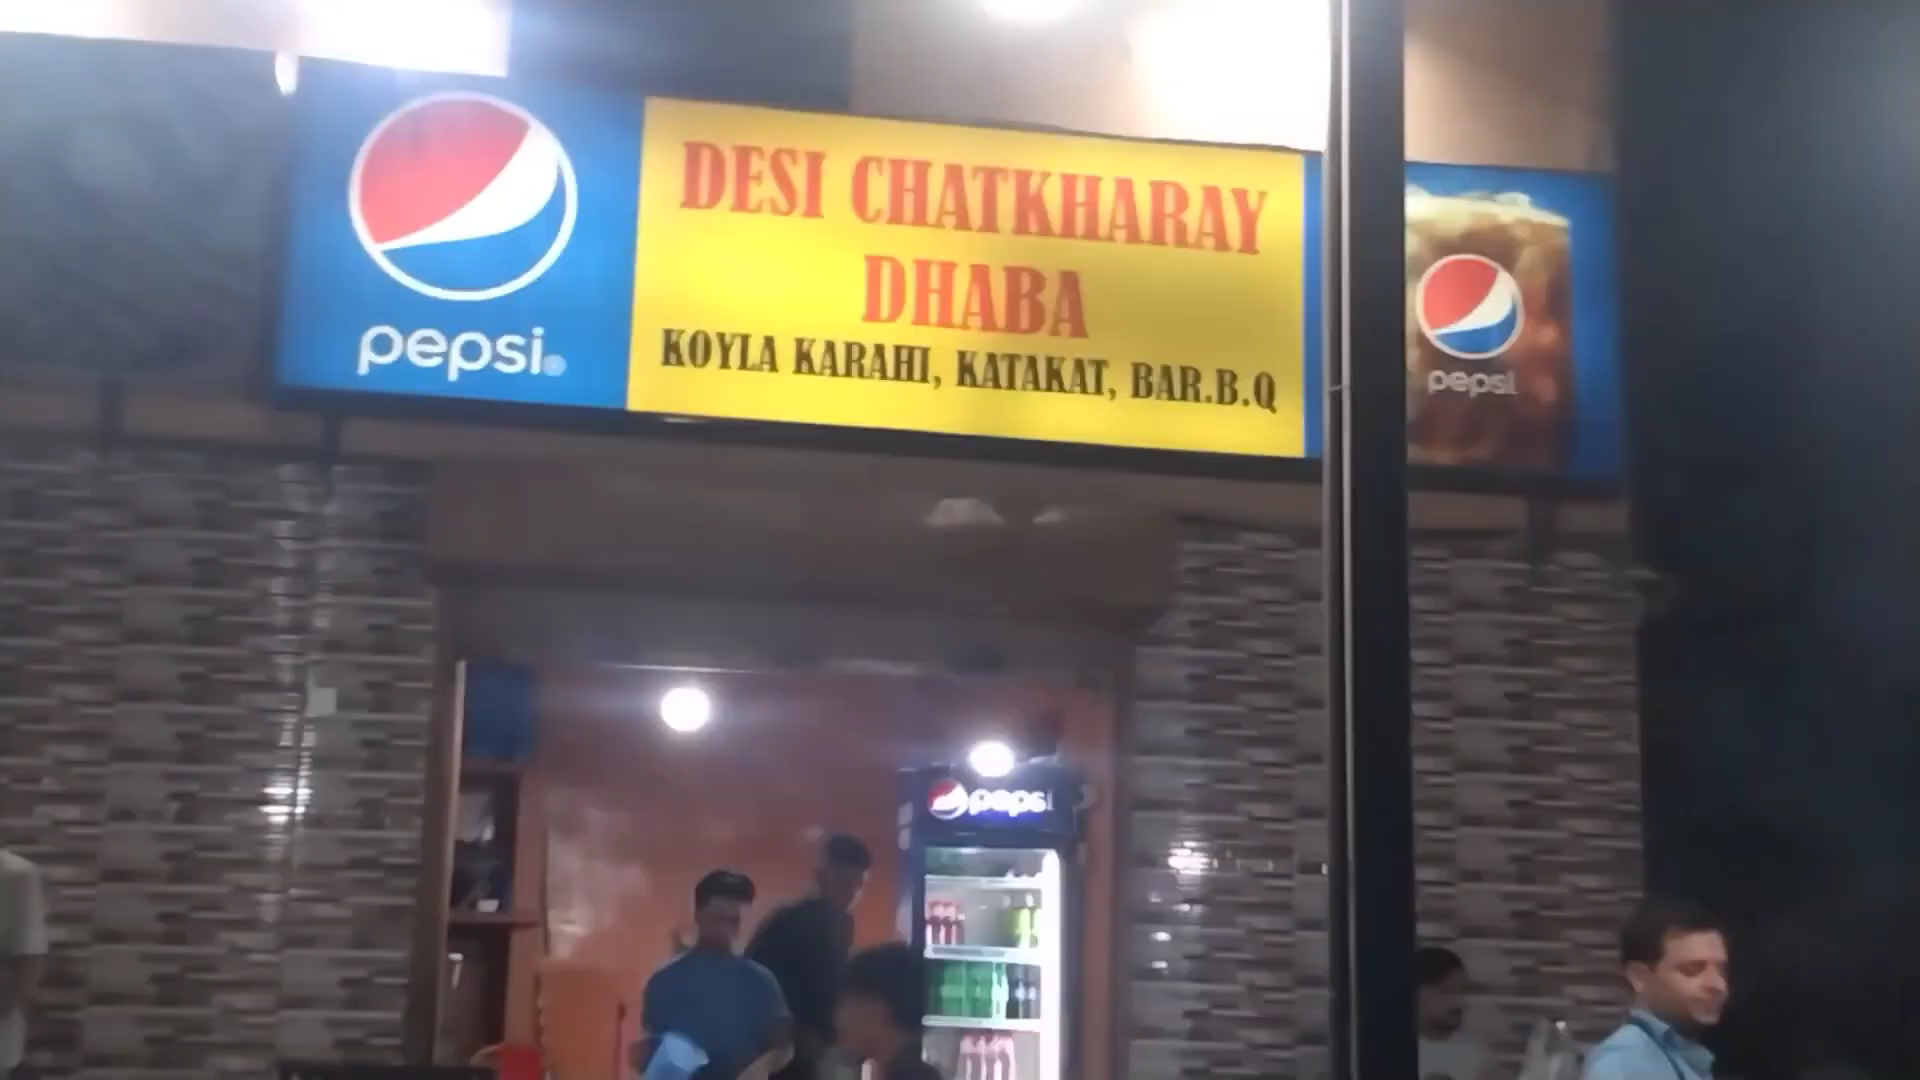 pepsi
DESI CHATKHARAY
DHABA
KOYLA KARAHI, KATAKAT, BAR.B.Q
pepsi
pepsi